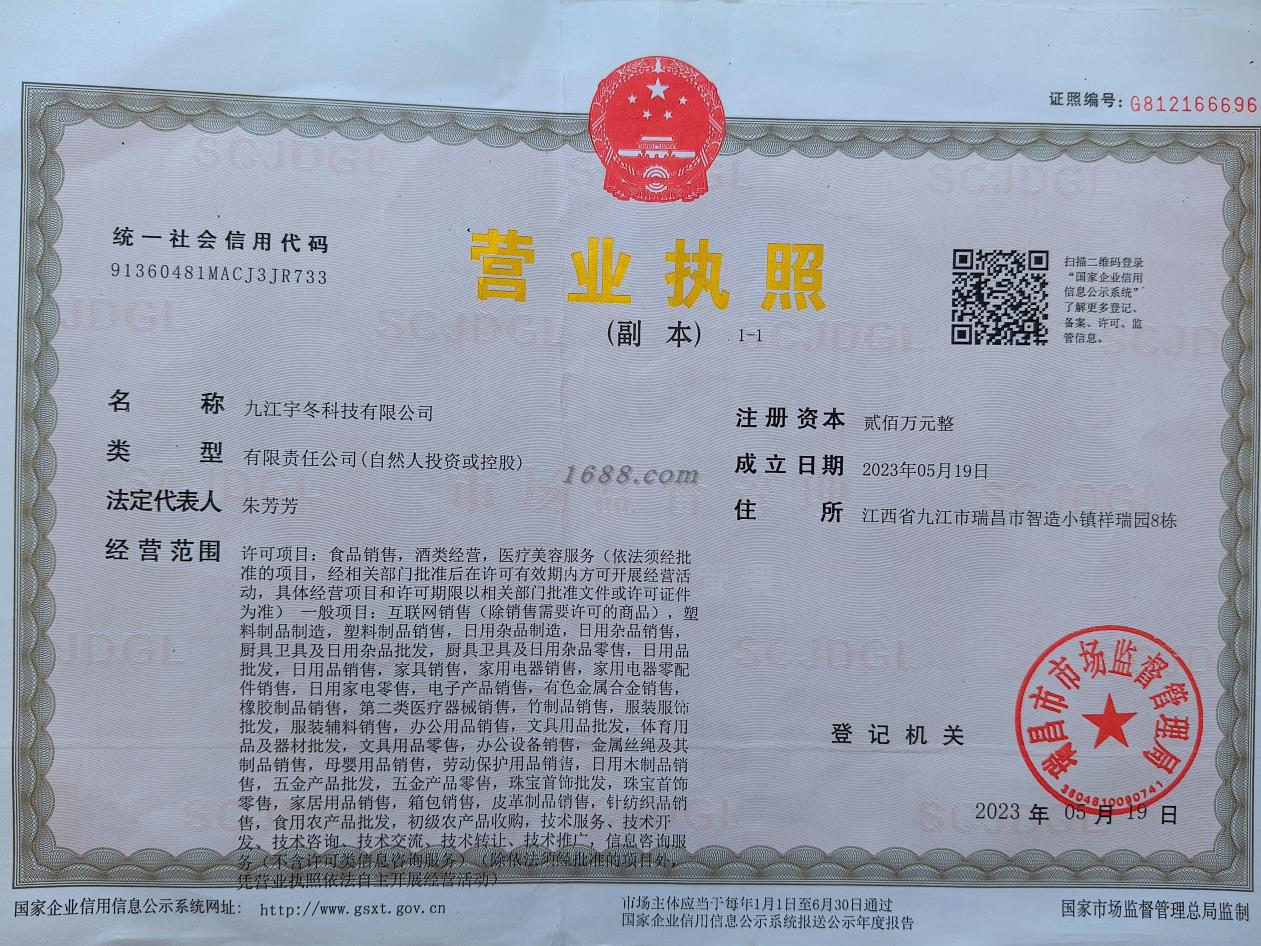 证照编号：G812166696
统一社会信用代码
91360481MACJ3JR733
营业执照
（副 本） 1-1
扫描二维码登录
“国家企业信用
信息公示系统”
了解更多登记、
备案、许可、监
管信息。
名 称 九江宇冬科技有限公司
类 型 有限责任公司(自然人投资或控股)
法定代表人 朱芳芳
经营范围 许可项目：食品销售，酒类经营，医疗美容服务（依法须经批
准的项目，经相关部门批准后在许可有效期内方可开展经营活
动，具体经营项目和许可期限以相关部门批准文件或许可证件
为准） 一般项目：互联网销售（除销售需要许可的商品），塑
料制品制造，塑料制品销售，日用杂品制造，日用杂品销售，
厨具卫具及日用杂品批发，厨具卫具及日用杂品零售，日用品
批发，日用品销售，家具销售，家用电器销售，家用电器零配
件销售，日用家电零售，电子产品销售，有色金属合金销售，
橡胶制品销售，第二类医疗器械销售，竹制品销售，服装服饰
批发，服装辅料销售，办公用品销售，文具用品批发，体育用
品及器材批发，文具用品零售，办公设备销售，金属丝绳及其
制品销售，母婴用品销售，劳动保护用品销售，日用木制品销
售，五金产品批发，五金产品零售，珠宝首饰批发，珠宝首饰
零售，家居用品销售，箱包销售，皮革制品销售，针纺织品销
售，食用农产品批发，初级农产品收购，技术服务、技术开
发、技术咨询、技术交流、技术转让、技术推广，信息咨询服
务（不含许可类信息咨询服务）（除依法须经批准的项目外，
凭营业执照依法自主开展经营活动）
注册资本 贰佰万元整
成立日期 2023年05月19日
住 所 江西省九江市瑞昌市智造小镇祥瑞园8栋
1688.com
登记机关
瑞昌市市场监督管理局
3604810090741
2023 年 05 月 19 日
国家企业信用信息公示系统网址： http://www.gsxt.gov.cn
市场主体应当于每年1月1日至6月30日通过
国家企业信用信息公示系统报送公示年度报告
国家市场监督管理总局监制